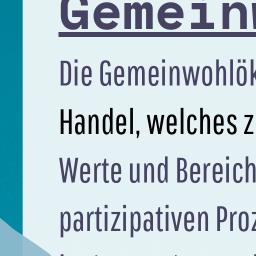 Gemeinw
Die Gemeinwohlök
Handel, welches z
Werte und Bereich
partizipativen Proz